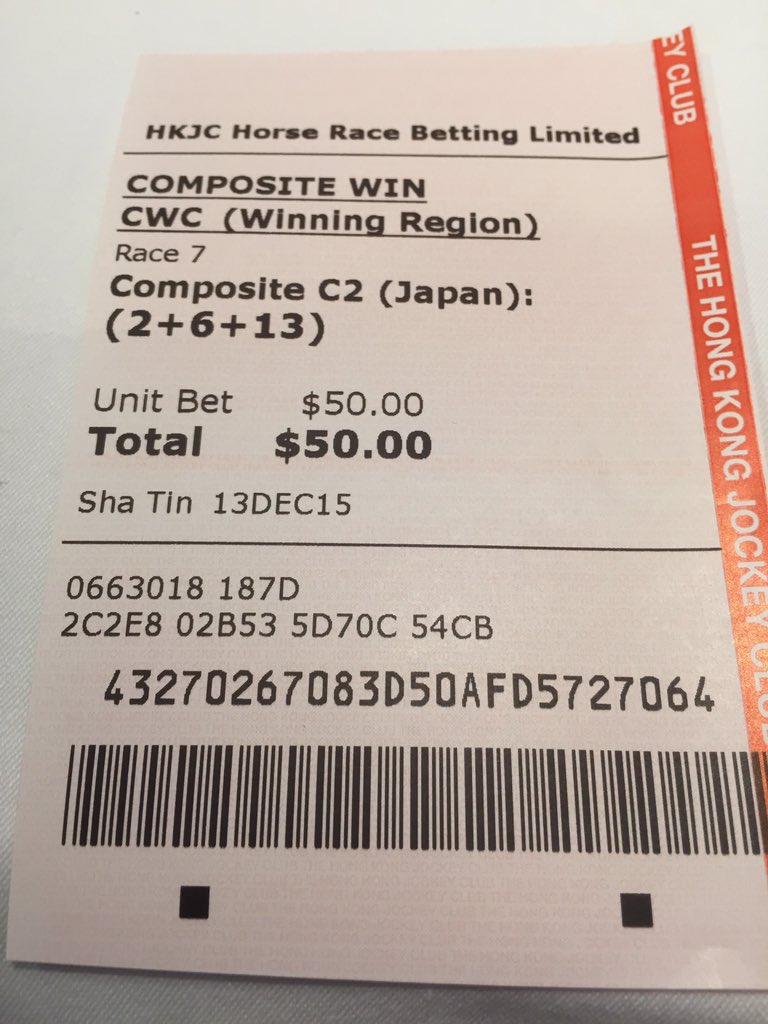 HKJC Horse Race Betting Limited
COMPOSITE WIN
CWC (Winning Region)
Race 7
Composite C2 (Japan):
(2+6+13)
Unit Bet $50.00
Total $50.00
Sha Tin 13DEC15
0663018 187D
2C2E8 02B53 5D70C 54CB
43270267083D50AFD5727064
EY CLUB
THE HONG KONG JOCKEY CLUB